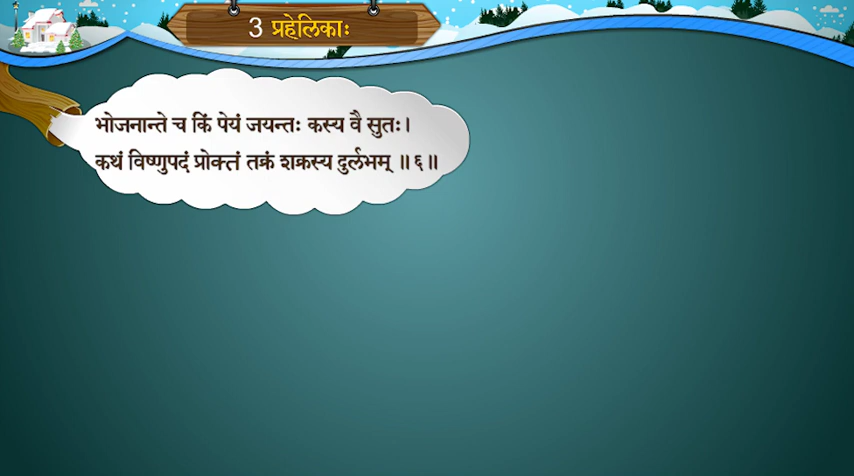 3 प्रहेलिकाः
भोजनान्ते च किं पेयं जयन्तः कस्य वै सुतः।
कथं विष्णुपदं प्रोक्तं तक्रं शक्रस्य दुर्लभम् ॥६॥